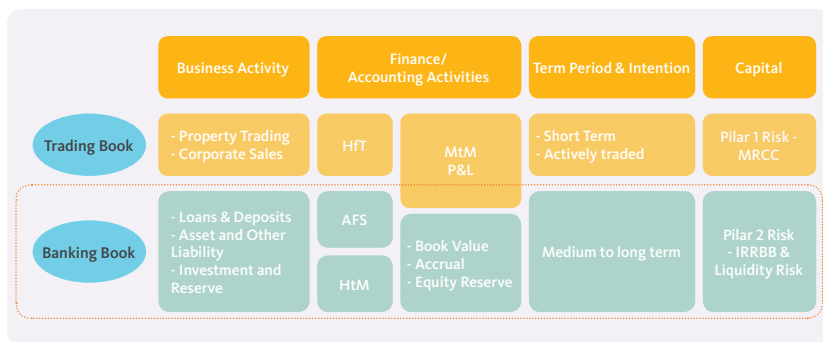 Business Activity
Finance/
Accounting Activities
Term Period & Intention
Capital
Trading Book
- Property Trading
- Corporate Sales
HfT
MtM
P&L
- Short Term
- Actively traded
Pilar 1 Risk -
MRCC
Banking Book
- Loans & Deposits
- Asset and Other
Liability
- Investment and
Reserve
AFS
HtM
- Book Value
- Accrual
- Equity Reserve
Medium to long term
Pilar 2 Risk
- IRRBB &
Liquidity Risk